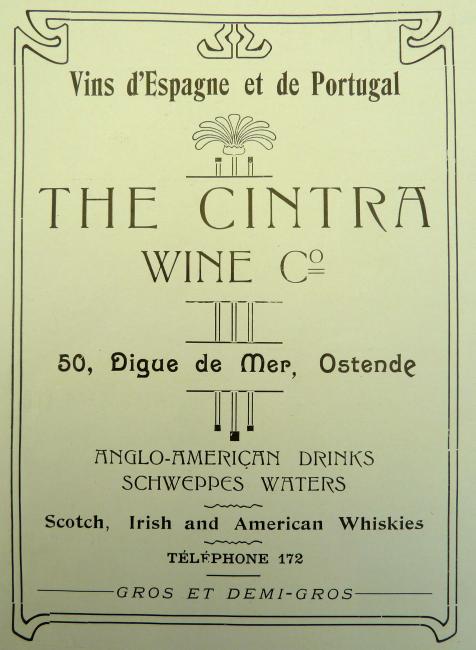 Vins d'Espagne et de Portugal
THE CINTRA
WINE Cº
50, Digue de Mer, Ostende
ANGLO-AMERICAN DRINKS
SCHWEPPES WATERS
Scotch, Irish and American Whiskies
TÉLÉPHONE 172
GROS ET DEMI-GROS